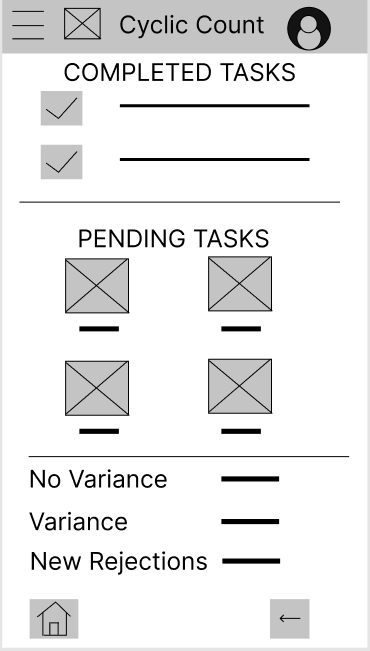 Cyclic Count
COMPLETED TASKS
PENDING TASKS
No Variance
Variance
New Rejections